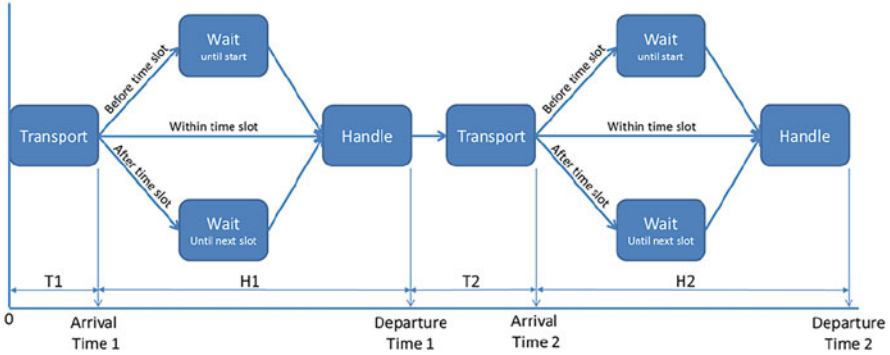 Wait
until start
Before time slot
Transport
Within time slot
Handle
After time slot
Wait
Until next slot
Wait
until start
Before time slot
Transport
Within time slot
Handle
After time slot
Wait
Until next slot
T1
H1
T2
H2
0
Arrival
Time 1
Departure
Time 1
Arrival
Time 2
Departure
Time 2